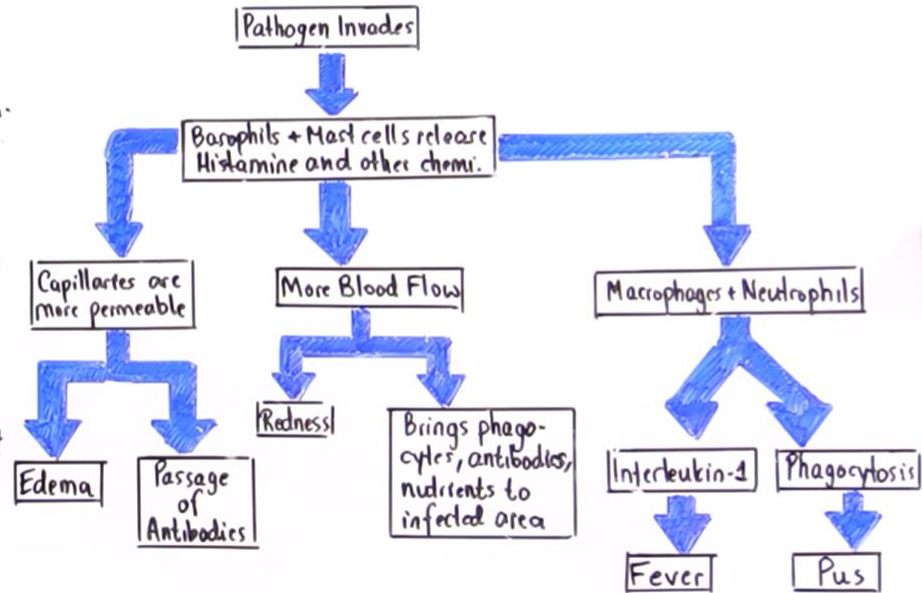 Pathogen Invades
Basophils + Mast cells release
Histamine and other chemi.
Capillartes are
more permeable
More Blood Flow
Macrophages + Neutrophils
Redness
Brings phago-
cytes, antibodies,
nutrients to
infected area
Edema
Passage
of
Antibodies
Interleukin-1
Phagocytosis
Fever
Pus